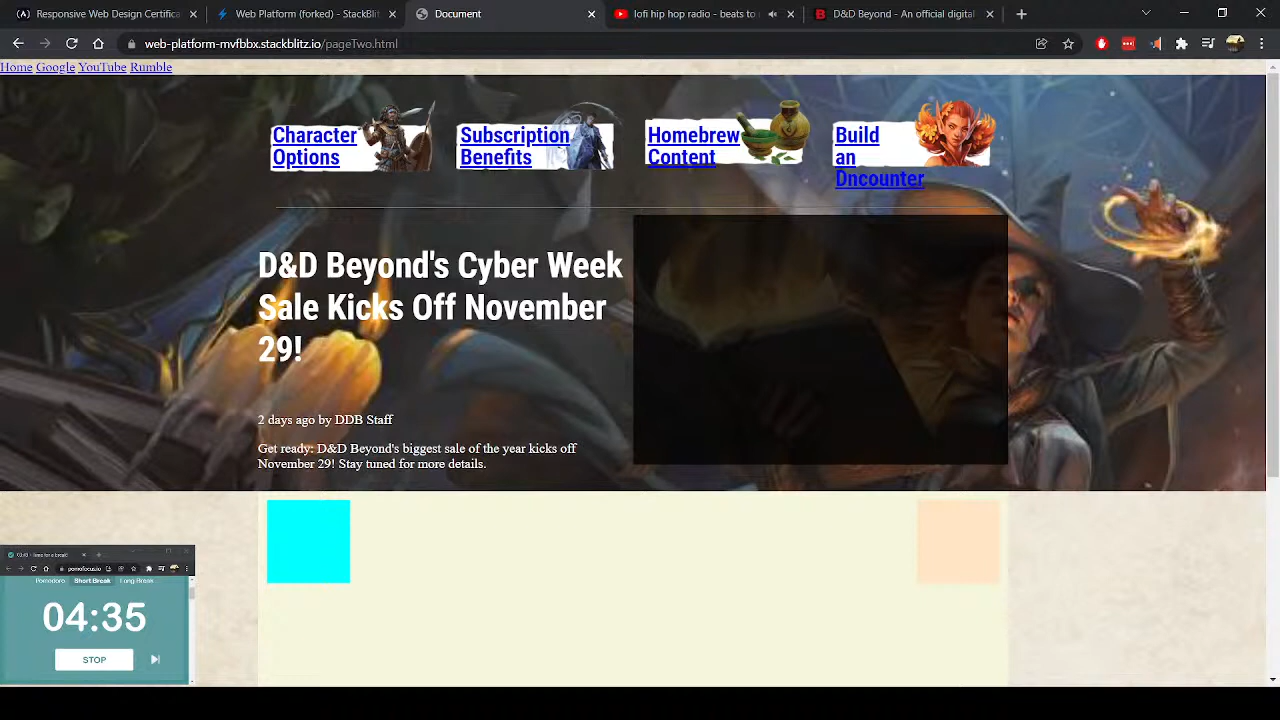 Responsive Web Design Certifica
Web Platform (forked) - StackBlit
Document
lofi hip hop radio - beats to
D&D Beyond - An official digital
web-platform-mvfbbx.stackblitz.io/pageTwo.html
Home Google YouTube Rumble
Character
Options
Subscription
Benefits
Homebrew
Content
Build
an
Dncounter
D&D Beyond's Cyber Week
Sale Kicks Off November
29!
2 days ago by DDB Staff
Get ready: D&D Beyond's biggest sale of the year kicks off
November 29! Stay tuned for more details.
pomofocus.io
Pomodoro Short Break Long Break
04:35
STOP